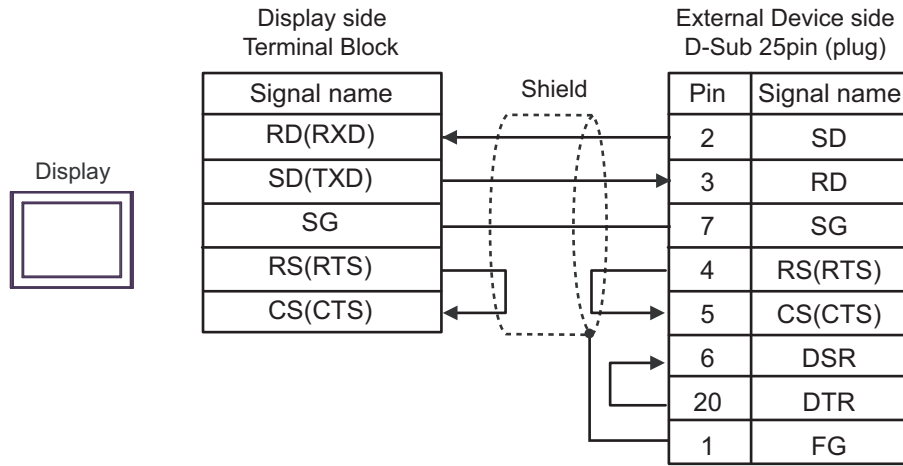 Display side
Terminal Block
External Device side
D-Sub 25pin (plug)
Signal name
Shield
Pin Signal name
RD(RXD)
2 SD
Display
SD(TXD)
3 RD
SG
7 SG
RS(RTS)
4 RS(RTS)
CS(CTS)
5 CS(CTS)
6 DSR
20 DTR
1 FG